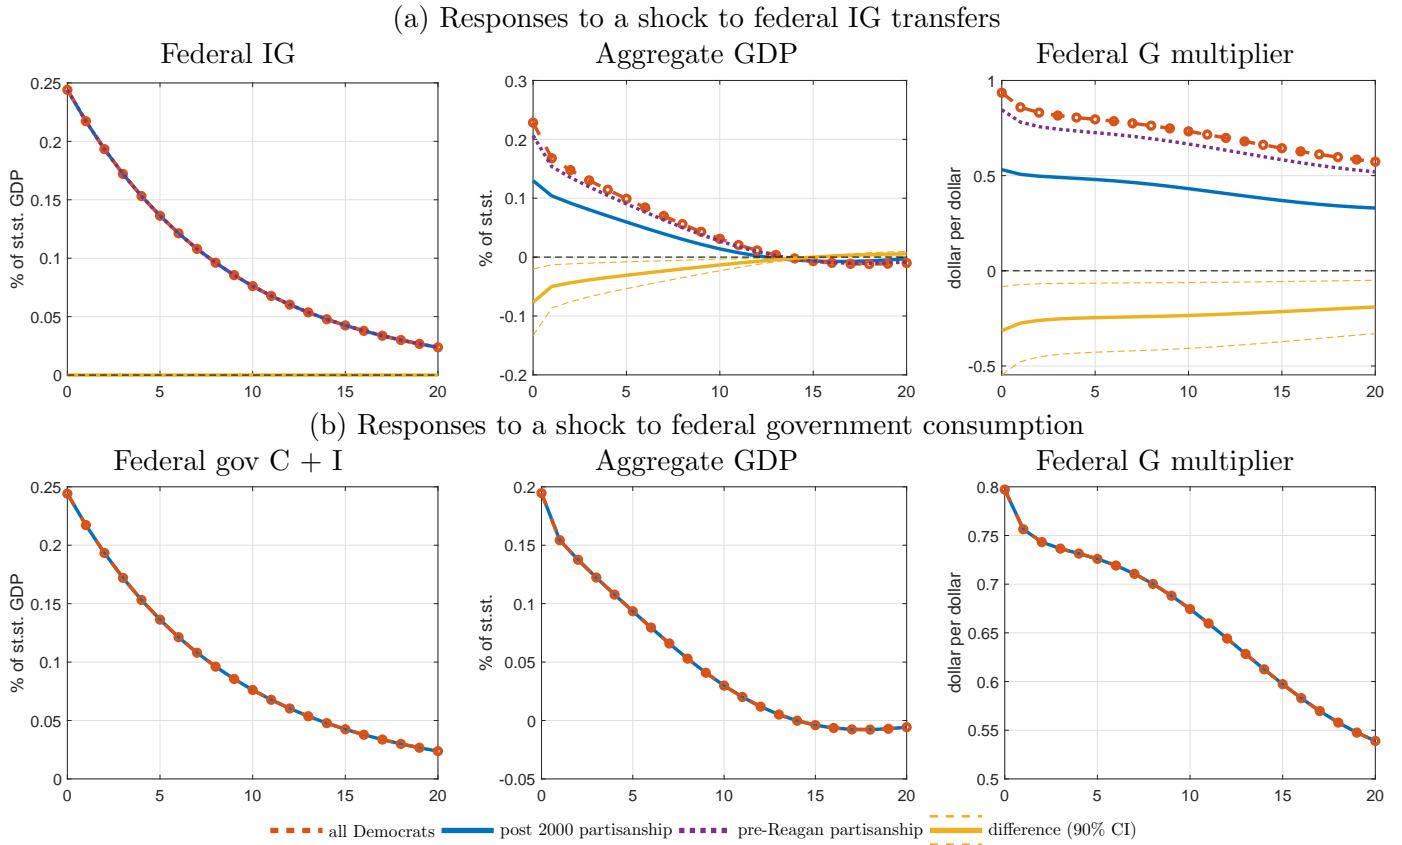 (a) Responses to a shock to federal IG transfers
Federal IG
Aggregate GDP
Federal G multiplier
% of st.st. GDP
0.25
0.2
0.15
0.1
0.05
0
0 5 10 15 20
% of st.st.
0.3
0.2
0.1
0
-0.1
-0.2
0 5 10 15 20
dollar per dollar
1
0.5
0
-0.5
0 5 10 15 20
(b) Responses to a shock to federal government consumption
Federal gov C + I
Aggregate GDP
Federal G multiplier
% of st.st. GDP
0.25
0.2
0.15
0.1
0.05
0
0 5 10 15 20
% of st.st.
0.2
0.15
0.1
0.05
0
-0.05
0 5 10 15 20
dollar per dollar
0.8
0.75
0.7
0.65
0.6
0.55
0.5
0 5 10 15 20
all Democrats post 2000 partisanship pre-Reagan partisanship difference (90% CI)